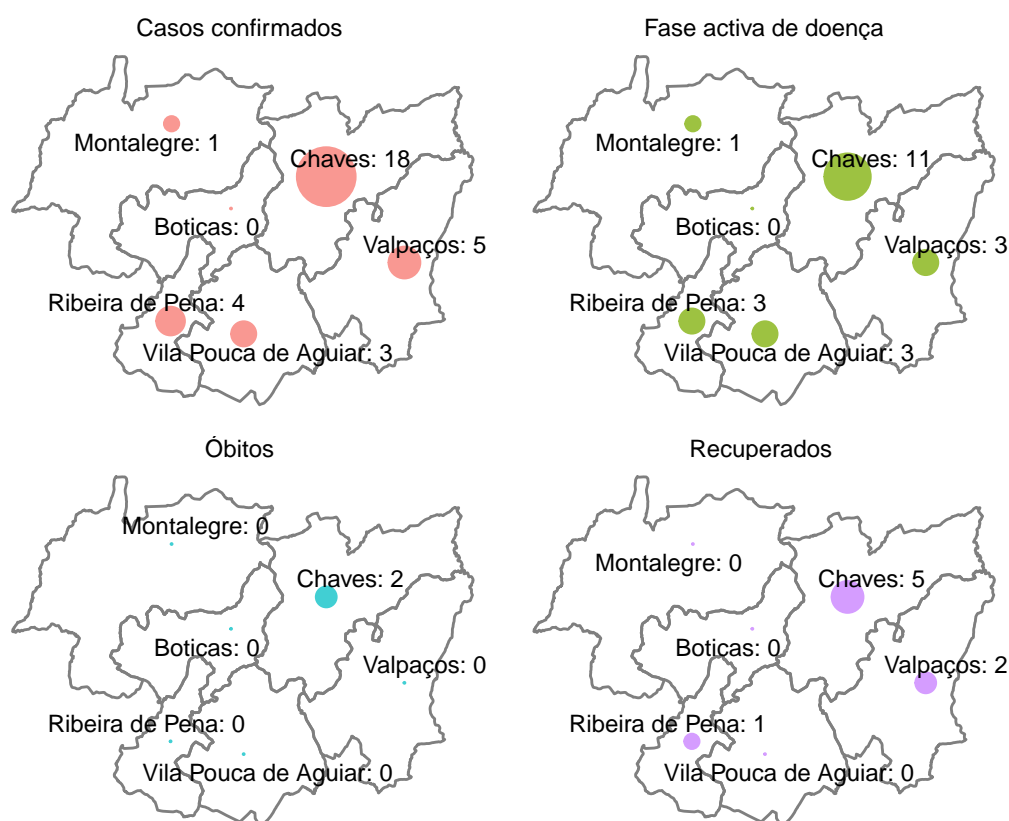 Casos confirmados
Montalegre: 1
Chaves: 18
Boticas: 0
Valpaços: 5
Ribeira de Pena: 4
Vila Pouca de Aguiar: 3
Fase activa de doença
Montalegre: 1
Chaves: 11
Boticas: 0
Valpaços: 3
Ribeira de Pena: 3
Vila Pouca de Aguiar: 3
Óbitos
Montalegre: 0
Chaves: 2
Boticas: 0
Valpaços: 0
Ribeira de Pena: 0
Vila Pouca de Aguiar: 0
Recuperados
Montalegre: 0
Chaves: 5
Boticas: 0
Valpaços: 2
Ribeira de Pena: 1
Vila Pouca de Aguiar: 0